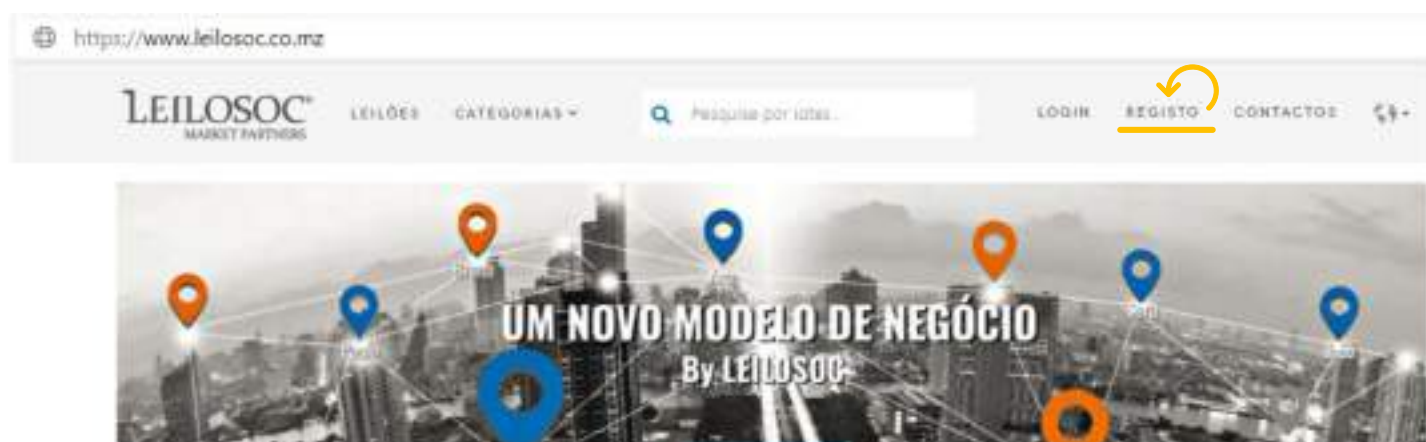 https://www.leilosoc.co.mz
LEILOSOC®
MARKET PARTNERS
LEILÕES
CATEGORIAS
Pesquise por lotes...
LOGIN
REGISTO
CONTACTOS
UM NOVO MODELO DE NEGÓCIO
By LEILOSOC